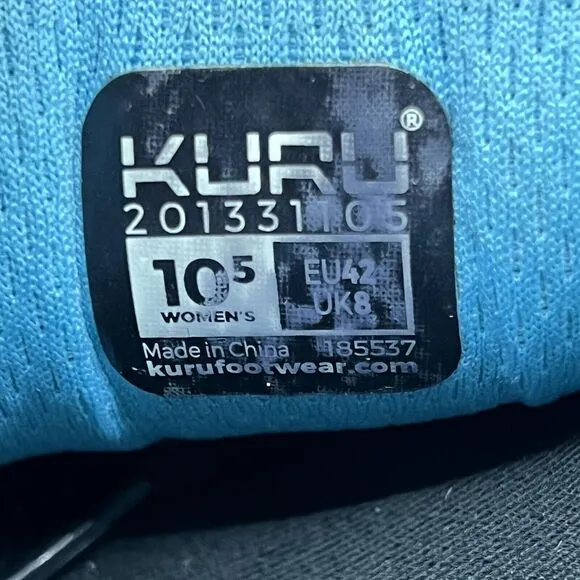 KURU®
201331105
10⁵ EU42
WOMEN'S UK8
Made in China 185537
kurufootwear.com